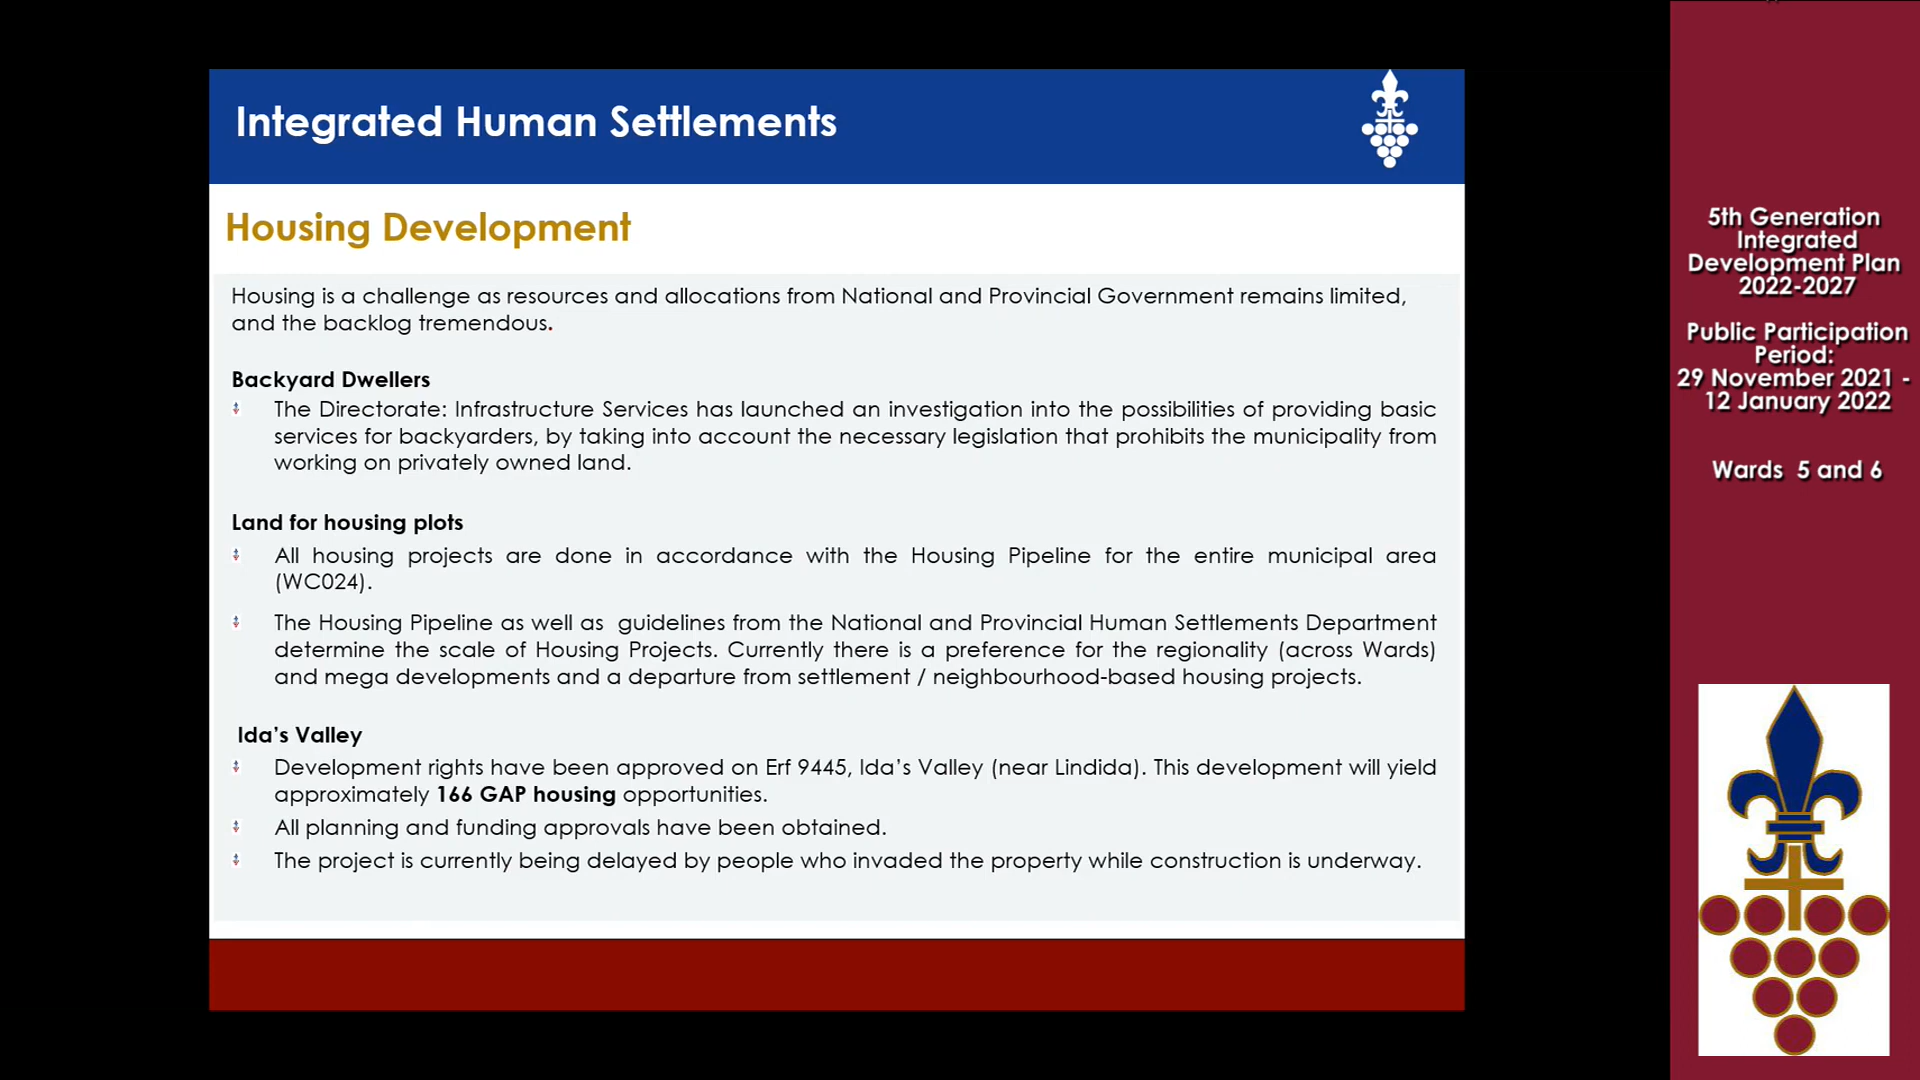 Integrated Human Settlements
Housing Development
Housing is a challenge as resources and allocations from National and Provincial Government remains limited,
and the backlog tremendous.
Backyard Dwellers
The Directorate: Infrastructure Services has launched an investigation into the possibilities of providing basic
services for backyarders, by taking into account the necessary legislation that prohibits the municipality from
working on privately owned land.
Land for housing plots
All housing projects are done in accordance with the Housing Pipeline for the entire municipal area
(WC024).
The Housing Pipeline as well as guidelines from the National and Provincial Human Settlements Department
determine the scale of Housing Projects. Currently there is a preference for the regionality (across Wards)
and mega developments and a departure from settlement / neighbourhood-based housing projects.
Ida's Valley
Development rights have been approved on Erf 9445, Ida's Valley (near Lindida). This development will yield
approximately 166 GAP housing opportunities.
All planning and funding approvals have been obtained.
The project is currently being delayed by people who invaded the property while construction is underway.
5th Generation
Integrated
Development Plan
2022-2027
Public Participation
Period:
29 November 2021 -
12 January 2022
Wards 5 and 6